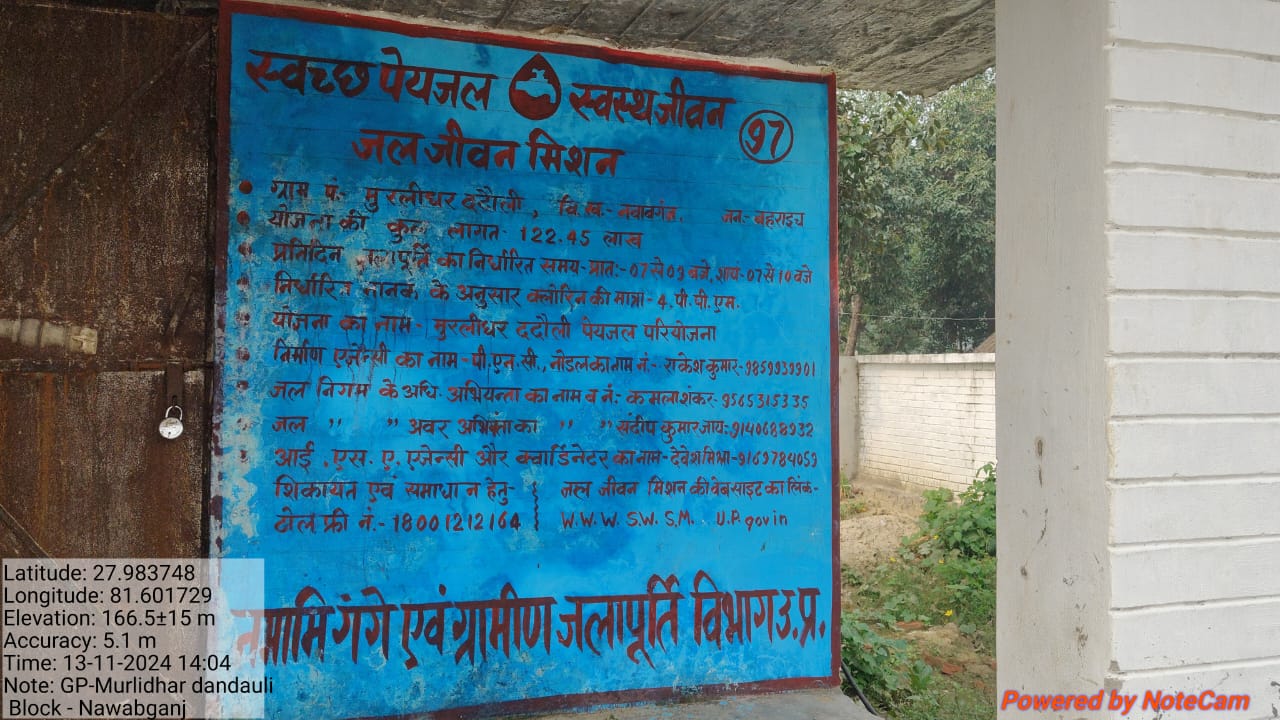 स्वच्छ पेयजल स्वस्थ जीवन
97
जल जीवन मिशन
ग्राम पं.- मुरलीधर ददौली, वि.ख.- नवाबगंज, जन.- बहराइच
योजना की कुल लागत- 122.45 लाख
प्रतिदिन जलापूर्ति का निर्धारित समय- प्रातः- 07 से 09 बजे, शाय- 07 से 10 बजे
निर्धारित मानक के अनुसार क्लोरिन की मात्रा - 4. पी. पी. एम.
योजना का नाम - मुरलीधर ददौली पेयजल परियोजना
निर्माण एजेन्सी का नाम - पी.एन.सी., नोडल का नाम नं.- राकेश कुमार- 9859939901
जल निगम के अधि. अभियन्ता का नाम व नं.- कमलाशंकर- 9565315335
जल " " अवर अभियंता का " " संदीप कुमार जाय:- 9140688932
आई. एस. ए. एजेन्सी और क्वार्डिनेटर का नाम- देवेश मिश्रा- 9169784059
शिकायत एवं समाधान हेतु- जल जीवन मिशन की वेबसाइट का लिंक-
टोल फ्री नं.- 18001212164 W.W.W. S.W. S.M. U.P. gov in
नमामि गंगे एवं ग्रामीण जलापूर्ति विभाग उ.प्र.
Latitude: 27.983748
Longitude: 81.601729
Elevation: 166.5±15 m
Accuracy: 5.1 m
Time: 13-11-2024 14:04
Note: GP-Murlidhar dandauli
Block - Nawabganj
Powered by NoteCam